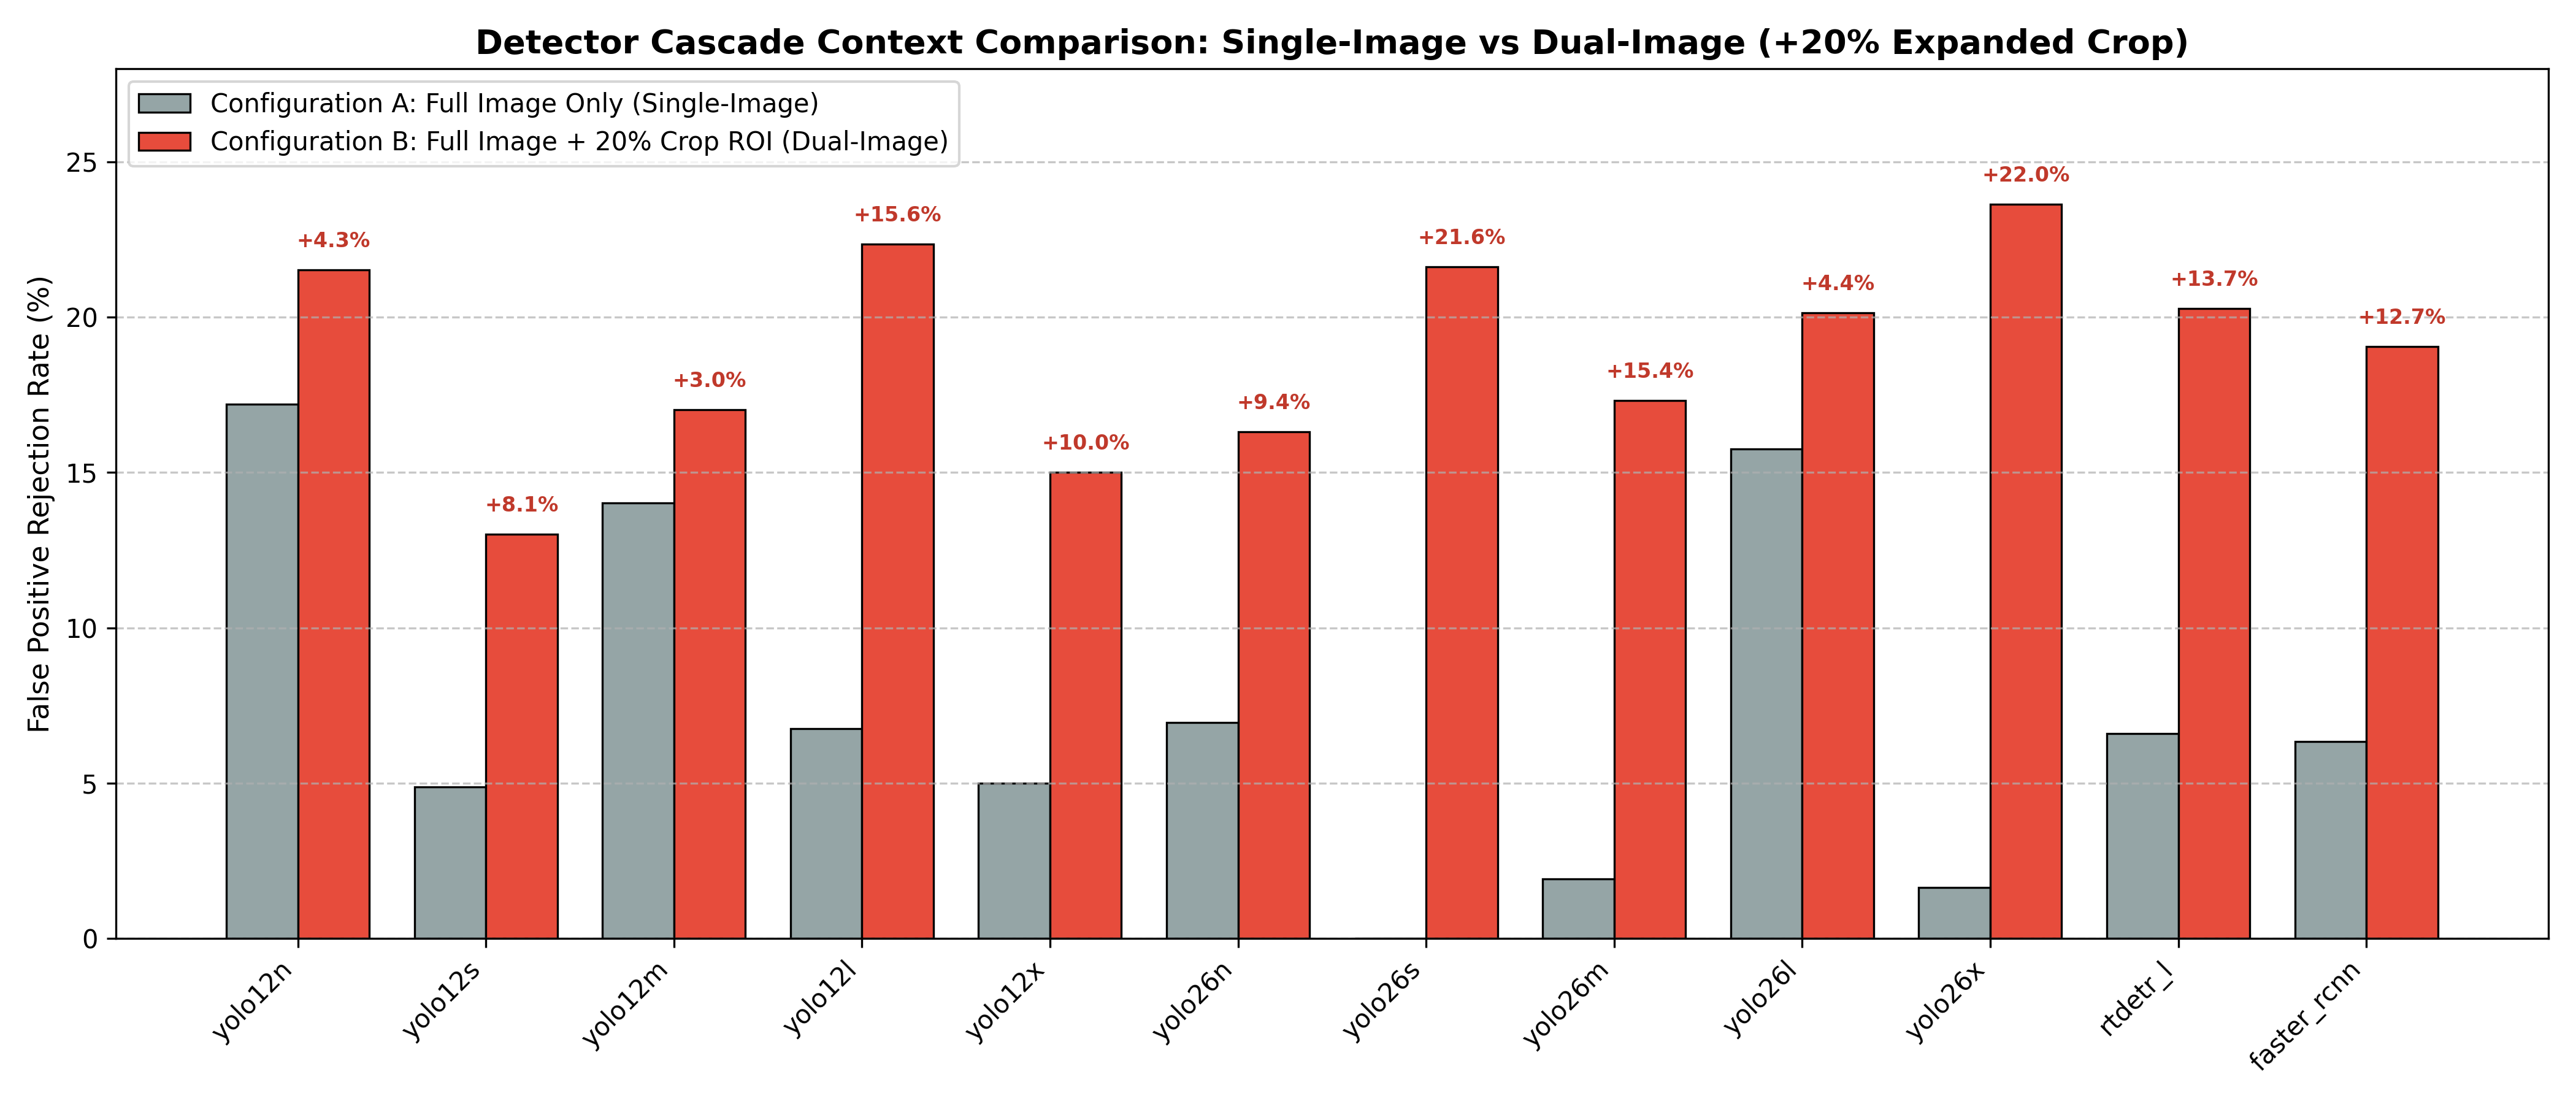 Detector Cascade Context Comparison: Single-Image vs Dual-Image (+20% Expanded Crop)
Configuration A: Full Image Only (Single-Image)
Configuration B: Full Image + 20% Crop ROI (Dual-Image)
False Positive Rejection Rate (%)
25
20
15
10
5
0
+4.3%
+8.1%
+3.0%
+15.6%
+10.0%
+9.4%
+21.6%
+15.4%
+4.4%
+22.0%
+13.7%
+12.7%
yolo12n
yolo12s
yolo12m
yolo12l
yolo12x
yolo26n
yolo26s
yolo26m
yolo26l
yolo26x
rtdetr_l
faster_rcnn